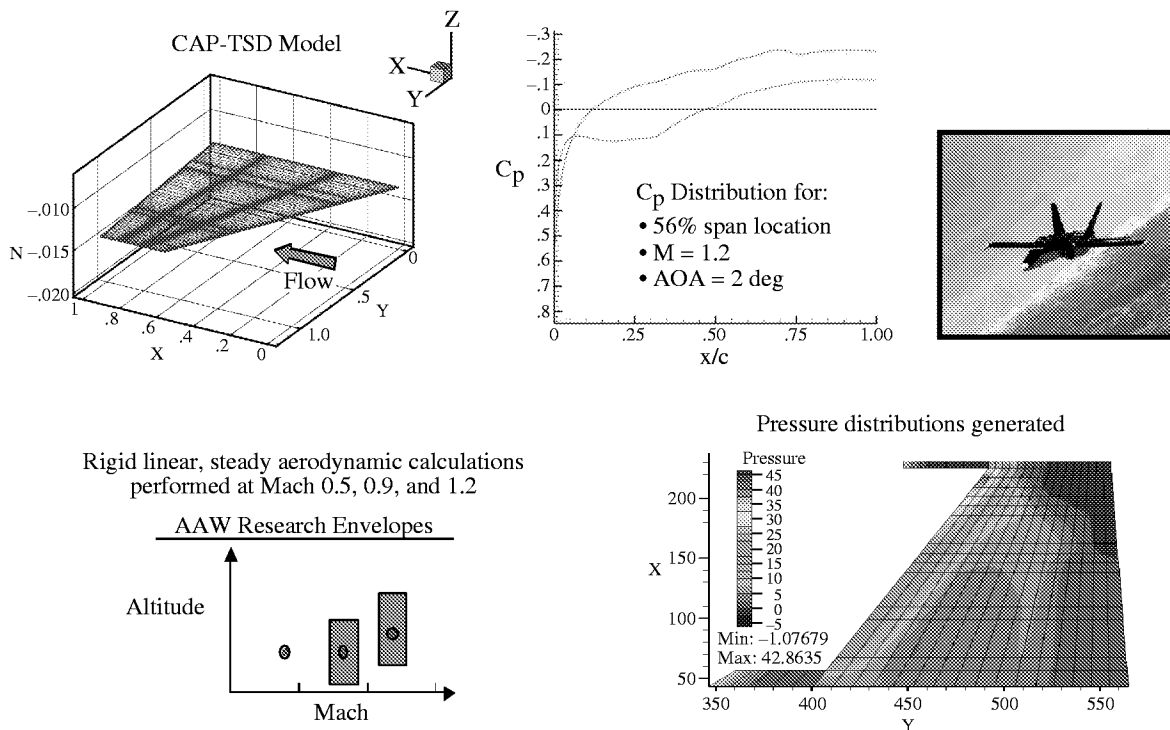 CAP-TSD Model
Z
X
Y
–.010
N –.015
–.020
1
.8
.6
.4
.2
0
X
1.0
.5
0
Y
Flow
–.3
–.2
–.1
0
.1
.2
.3
.4
.5
.6
.7
.8
Cp
0
.25
.50
.75
1.00
x/c
Cp Distribution for:
• 56% span location
• M = 1.2
• AOA = 2 deg
Rigid linear, steady aerodynamic calculations
performed at Mach 0.5, 0.9, and 1.2
AAW Research Envelopes
Altitude
Mach
Pressure distributions generated
Pressure
45
40
35
30
25
20
15
10
5
0
–5
Min: –1.07679
Max: 42.8635
200
150
100
50
X
350
400
450
500
550
Y